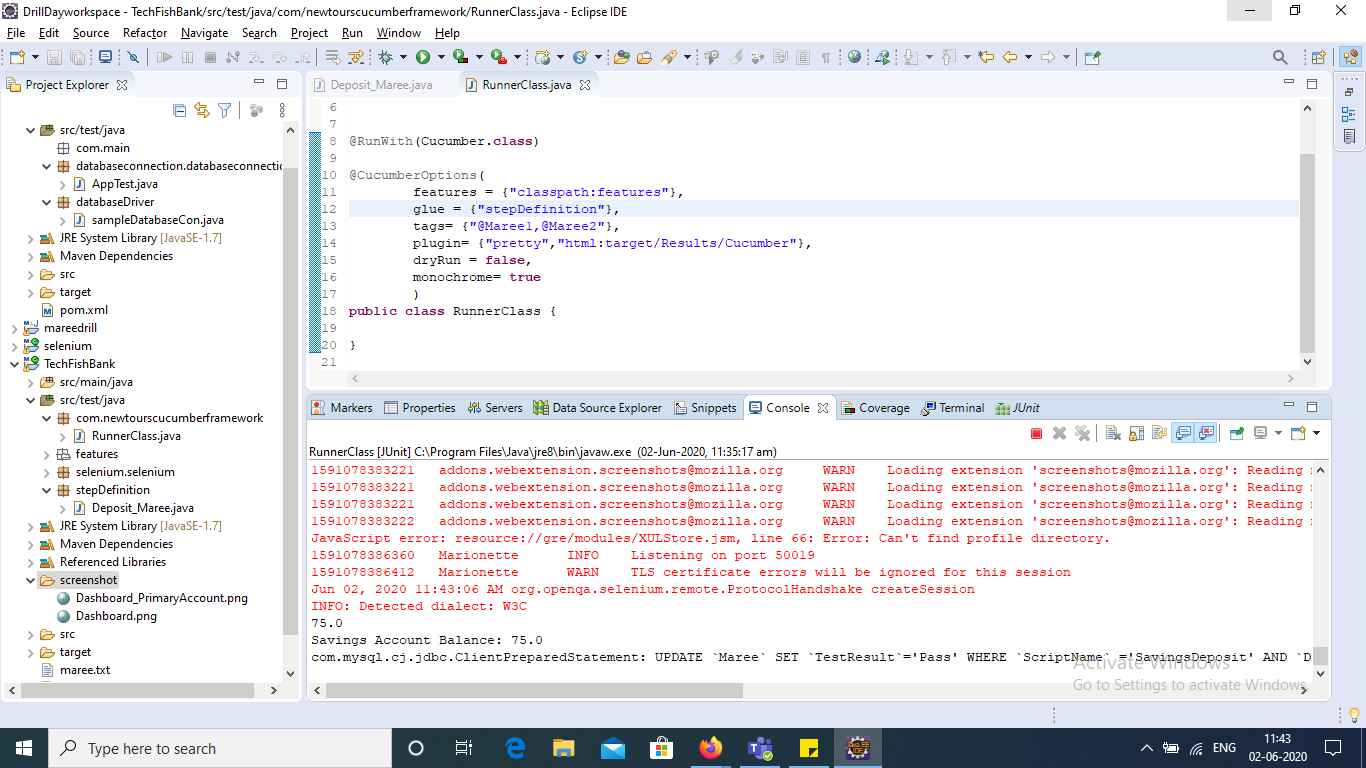 DrillDayworkspace - TechFishBank/src/test/java/com/newtourscucumberframework/RunnerClass.java - Eclipse IDE
File Edit Source Refactor Navigate Search Project Run Window Help
Project Explorer
src/test/java
com.main
databaseconnection.databaseconnectic
AppTest.java
databaseDriver
sampleDatabaseCon.java
JRE System Library [JavaSE-1.7]
Maven Dependencies
src
target
pom.xml
mareedrill
selenium
TechFishBank
src/main/java
src/test/java
com.newtourscucumberframework
RunnerClass.java
features
selenium.selenium
stepDefinition
Deposit_Maree.java
JRE System Library [JavaSE-1.7]
Maven Dependencies
Referenced Libraries
screenshot
Dashboard_PrimaryAccount.png
Dashboard.png
src
target
maree.txt
Deposit_Maree.java RunnerClass.java
6
7
8 @RunWith(Cucumber.class)
9
10 @CucumberOptions(
11 features = {"classpath:features"},
12 glue = {"stepDefinition"},
13 tags= {"@Maree1,@Maree2"},
14 plugin= {"pretty","html:target/Results/Cucumber"},
15 dryRun = false,
16 monochrome= true
17 )
18 public class RunnerClass {
19
20 }
21
Markers Properties Servers Data Source Explorer Snippets Console Coverage Terminal JUnit
RunnerClass [JUnit] C:\Program Files\Java\jre8\bin\javaw.exe (02-Jun-2020, 11:35:17 am)
1591078383221 addons.webextension.screenshots@mozilla.org WARN Loading extension 'screenshots@mozilla.org': Reading
1591078383221 addons.webextension.screenshots@mozilla.org WARN Loading extension 'screenshots@mozilla.org': Reading
1591078383221 addons.webextension.screenshots@mozilla.org WARN Loading extension 'screenshots@mozilla.org': Reading
1591078383222 addons.webextension.screenshots@mozilla.org WARN Loading extension 'screenshots@mozilla.org': Reading
JavaScript error: resource://gre/modules/XULStore.jsm, line 66: Error: Can't find profile directory.
1591078386360 Marionette INFO Listening on port 50019
1591078386412 Marionette WARN TLS certificate errors will be ignored for this session
Jun 02, 2020 11:43:06 AM org.openqa.selenium.remote.ProtocolHandshake createSession
INFO: Detected dialect: W3C
75.0
Savings Account Balance: 75.0
com.mysql.cj.jdbc.ClientPreparedStatement: UPDATE `Maree` SET `TestResult`='Pass' WHERE `ScriptName` ='SavingsDeposit' AND `D
Activate Windows
Go to Settings to activate Windows.
Type here to search
ENG
11:43
02-06-2020